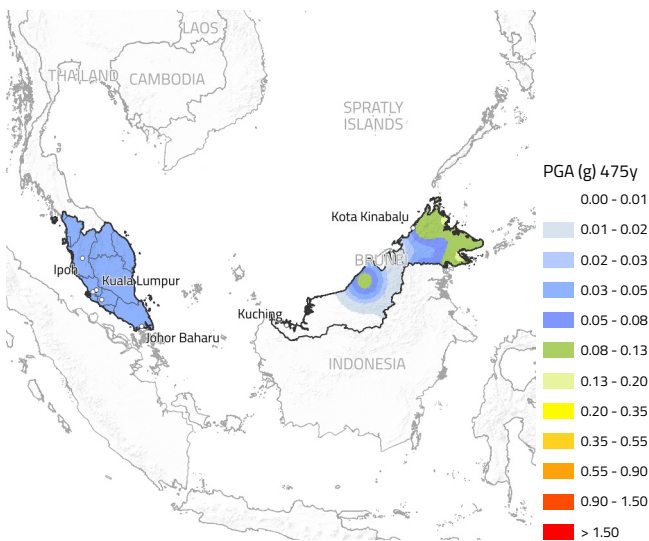 LAOS
THAILAND
CAMBODIA
SPRATLY
ISLANDS
Kota Kinabalu
BRUNEI
Ipoh
Kuala Lumpur
Kuching
Johor Baharu
INDONESIA
PGA (g) 475y
0.00 - 0.01
0.01 - 0.02
0.02 - 0.03
0.03 - 0.05
0.05 - 0.08
0.08 - 0.13
0.13 - 0.20
0.20 - 0.35
0.35 - 0.55
0.55 - 0.90
0.90 - 1.50
> 1.50